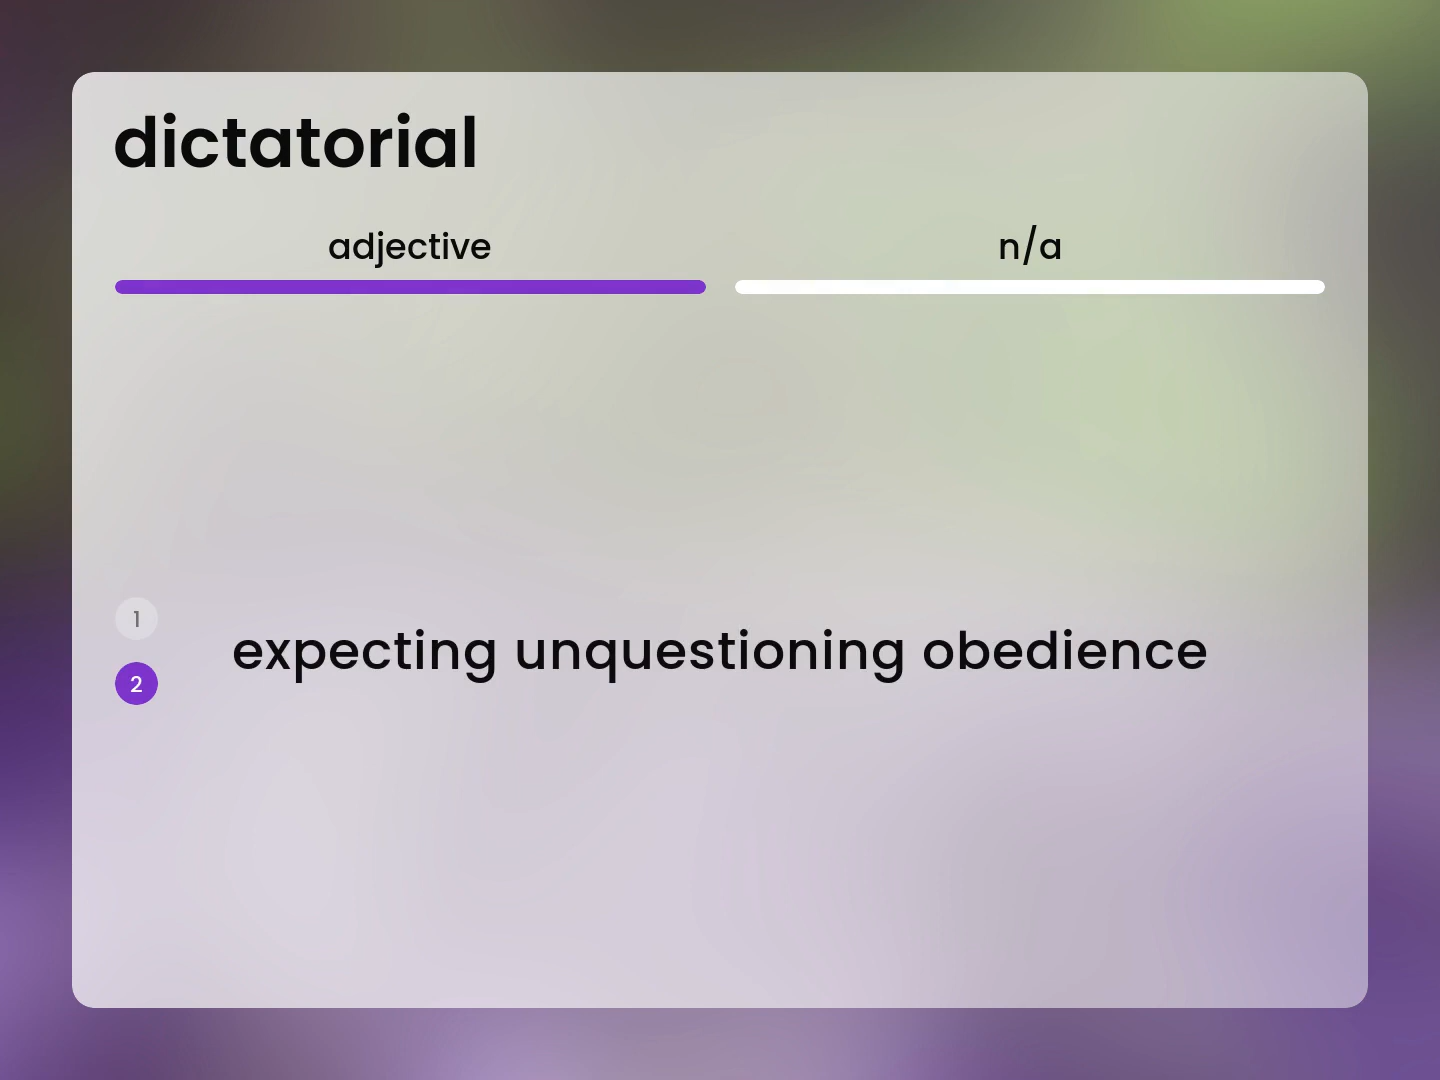 dictatorial
adjective
n/a
1
2
expecting unquestioning obedience